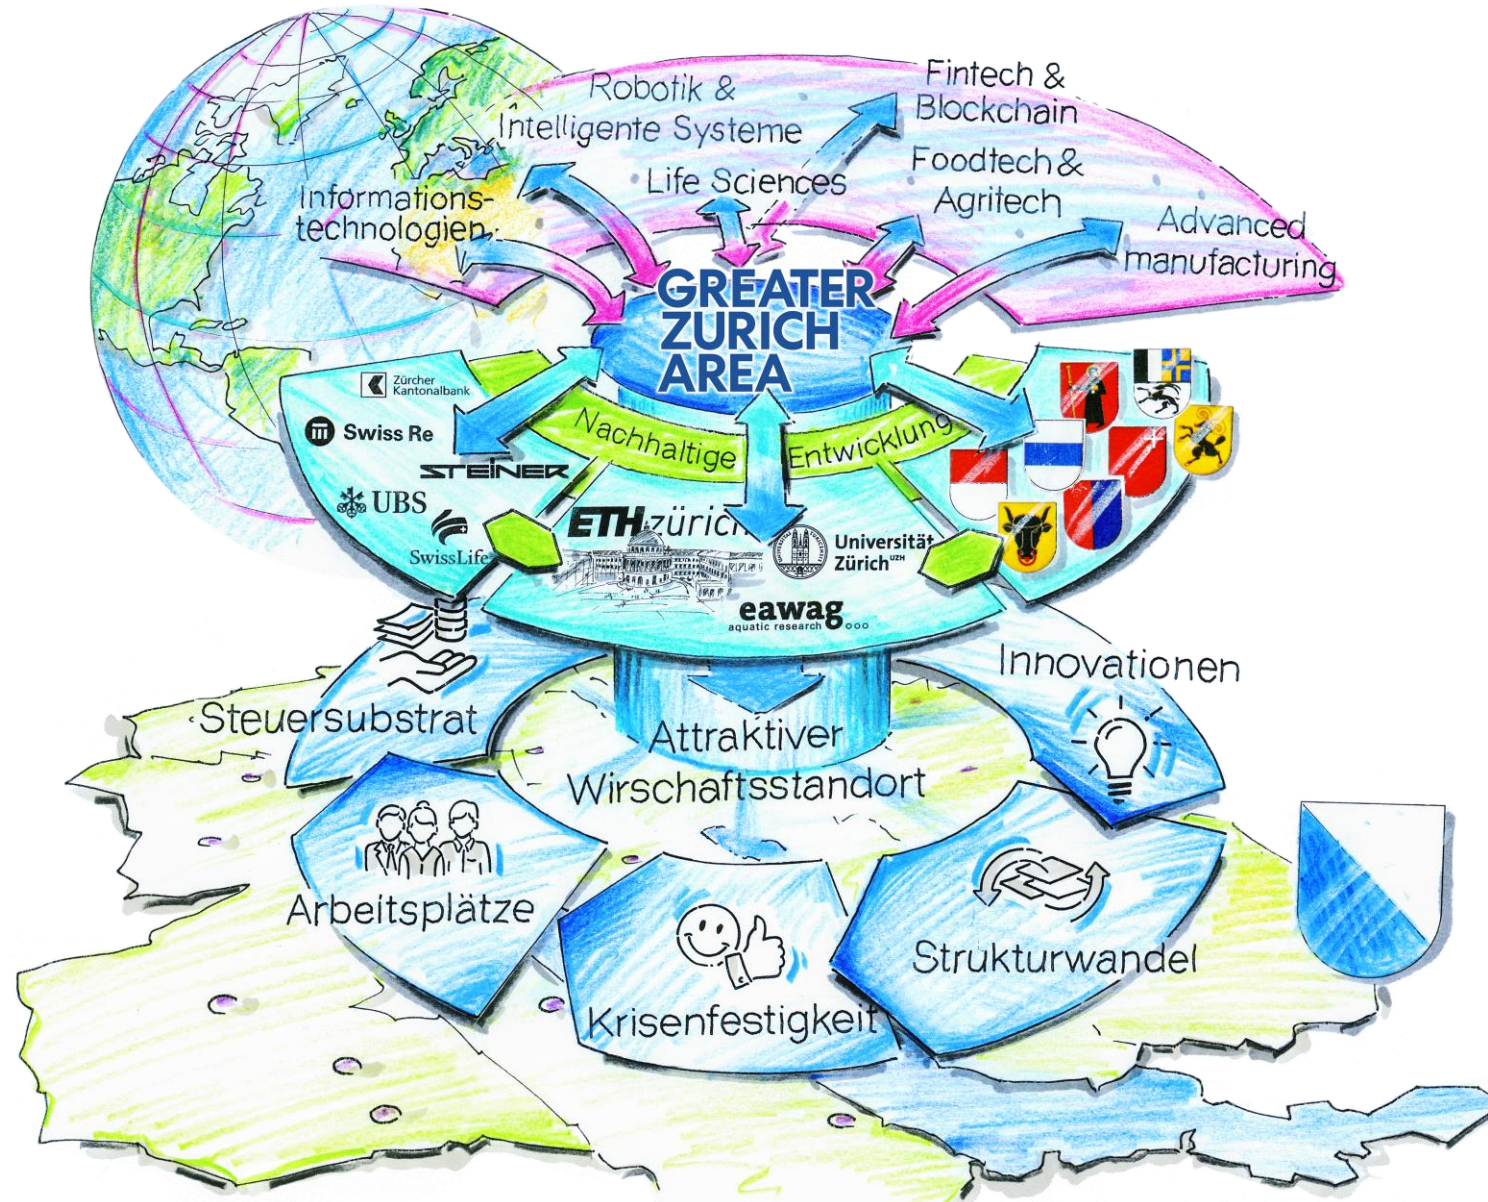 Robotik &
Intelligente Systeme
Fintech &
Blockchain
Informations-
technologien
Life Sciences
Foodtech &
Agritech
Advanced
manufacturing
GREATER
ZURICH
AREA
Zürcher
Kantonalbank
Swiss Re
STEINER
UBS
SwissLife
Nachhaltige
Entwicklung
ETH zürich
Universität
Zürich UZH
eawag
aquatic research
Steuersubstrat
Innovationen
Attraktiver
Wirschaftsstandort
Arbeitsplätze
Krisenfestigkeit
Strukturwandel